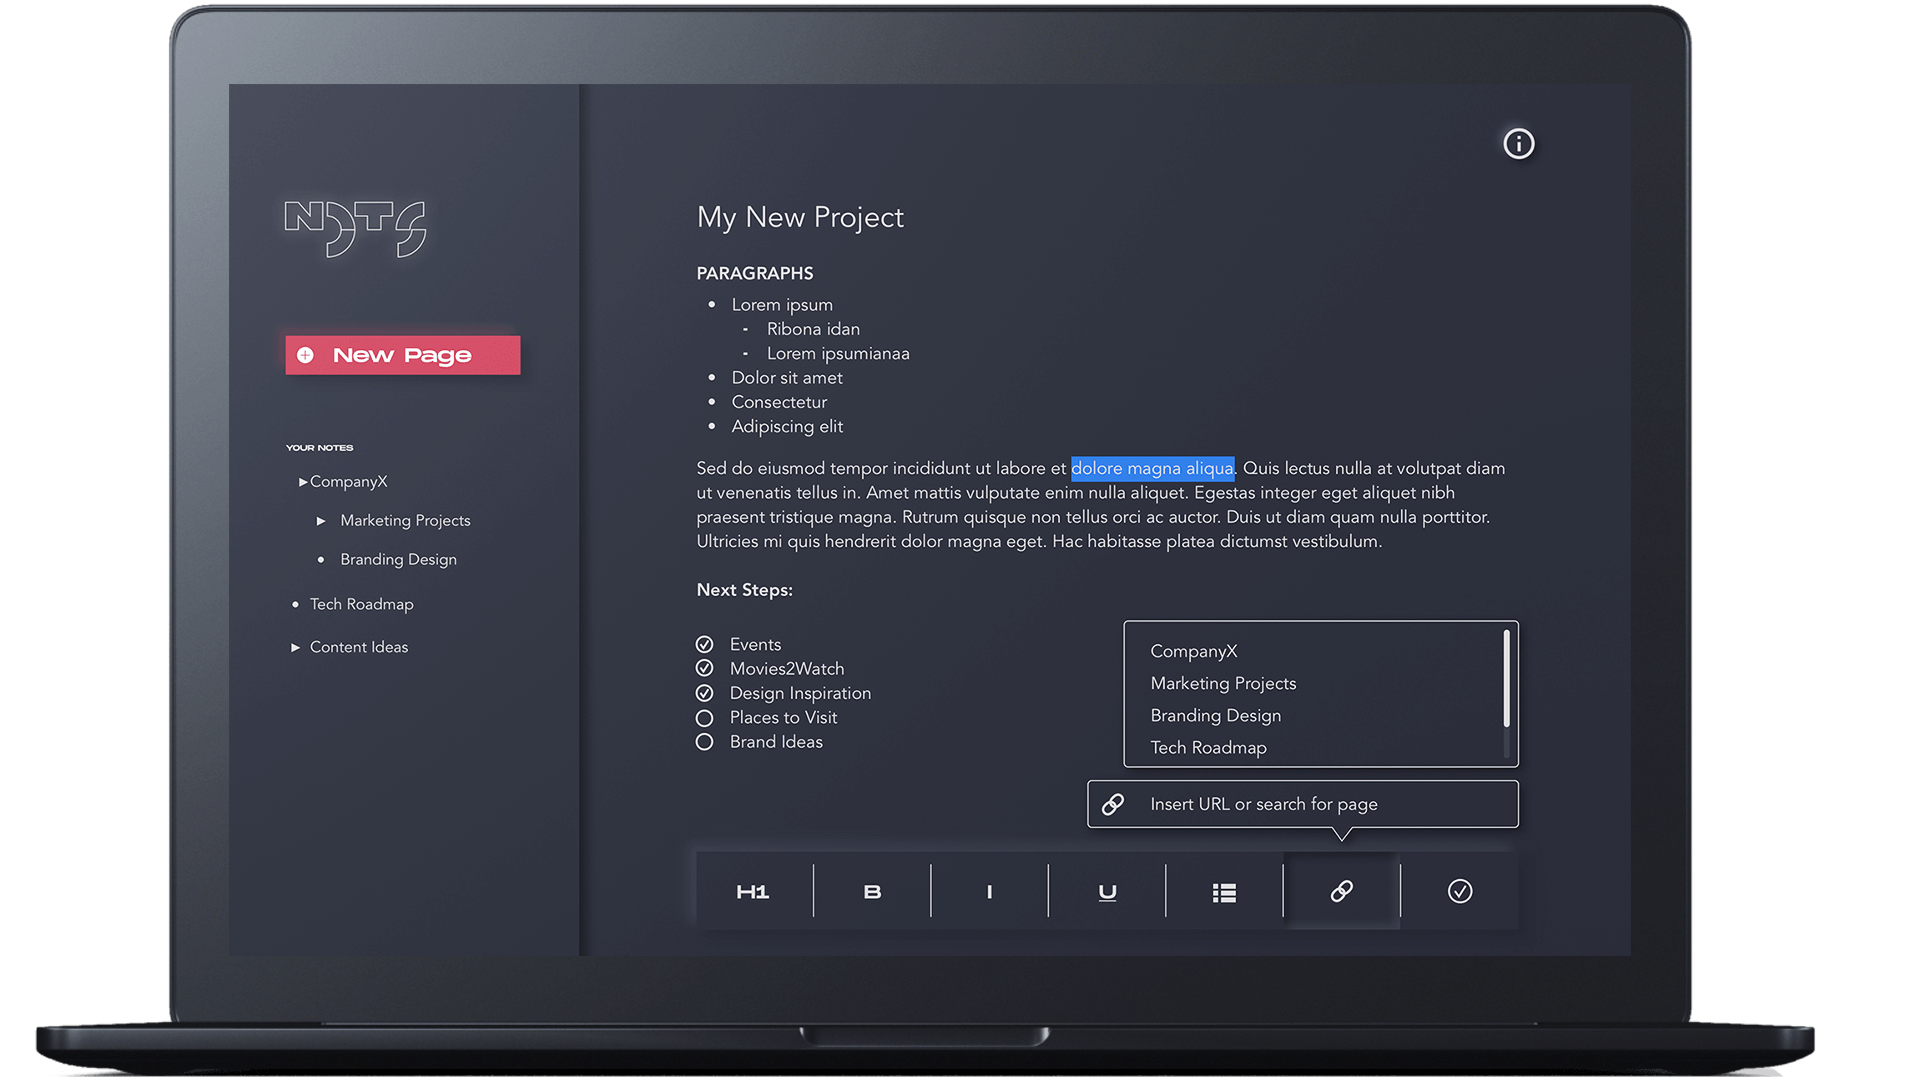 NOTS
My New Project
New Page
YOUR NOTES
CompanyX
Marketing Projects
Branding Design
Tech Roadmap
Content Ideas
PARAGRAPHS
Lorem ipsum
Ribona idan
Lorem ipsumianaa
Dolor sit amet
Consectetur
Adipiscing elit
Sed do eiusmod tempor incididunt ut labore et dolore magna aliqua. Quis lectus nulla at volutpat diam
ut venenatis tellus in. Amet mattis vulputate enim nulla aliquet. Egestas integer eget aliquet nibh
praesent tristique magna. Rutrum quisque non tellus orci ac auctor. Duis ut diam quam nulla porttitor.
Ultricies mi quis hendrerit dolor magna eget. Hac habitasse platea dictumst vestibulum.
Next Steps:
Events
Movies2Watch
Design Inspiration
Places to Visit
Brand Ideas
CompanyX
Marketing Projects
Branding Design
Tech Roadmap
Insert URL or search for page
H1 B I U